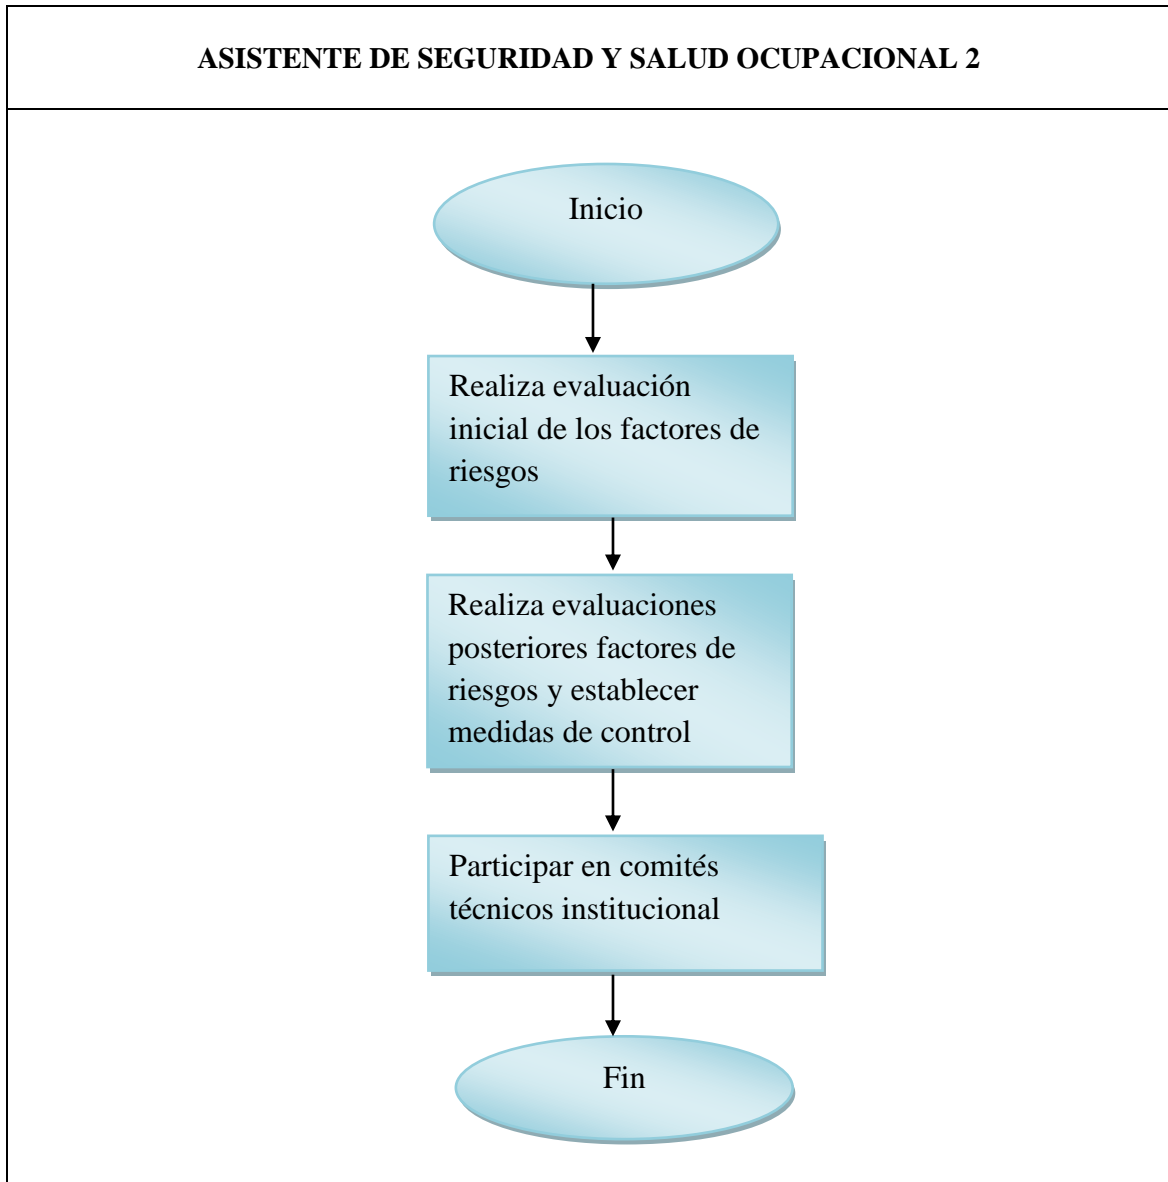 ASISTENTE DE SEGURIDAD Y SALUD OCUPACIONAL 2
Inicio
Realiza evaluación
inicial de los factores de
riesgos
Realiza evaluaciones
posteriores factores de
riesgos y establecer
medidas de control
Participar en comités
técnicos institucional
Fin